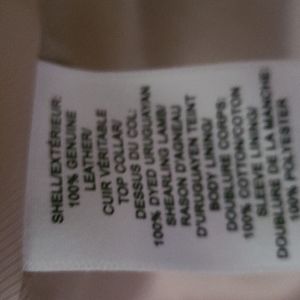 SHELL/EXTÉRIEUR:
100% GENUINE
LEATHER/
CUIR VÉRITABLE
TOP COLLAR/
DESSUS DU COL:
100% DYED URUGUAYAN
SHEARLING LAMB/
RASON D'AGNEAU
D'URUGUAYEN TEINT
BODY LINING/
DOUBLURE CORPS:
100% COTTON/COTON
SLEEVE LINING/
DOUBLURE DE LA MANCHE:
100% POLYESTER